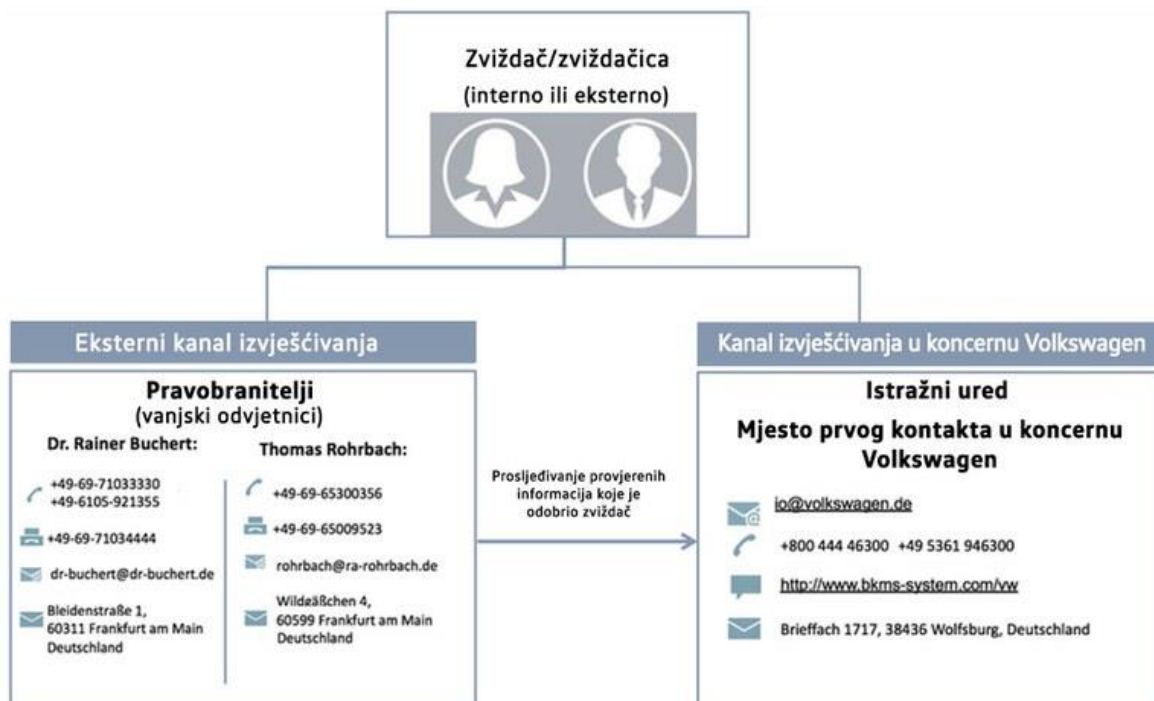 Zviždač/zviždačica
(interno ili eksterno)
Eksterni kanal izvješćivanja
Pravobranitelji
(vanjski odvjetnici)
Dr. Rainer Buchert:
+49-69-71033330
+49-6105-921355
+49-69-71034444
dr-buchert@dr-buchert.de
Bleidenstraße 1,
60311 Frankfurt am Main
Deutschland
Thomas Rohrbach:
+49-69-65300356
+49-69-65009523
rohrbach@ra-rohrbach.de
Wildgäßchen 4,
60599 Frankfurt am Main
Deutschland
Prosljeđivanje provjerenih
informacija koje je
odobrio zviždač
Kanal izvješćivanja u koncernu Volkswagen
Istražni ured
Mjesto prvog kontakta u koncernu
Volkswagen
io@volkswagen.de
+800 444 46300 +49 5361 946300
http://www.bkms-system.com/vw
Brieffach 1717, 38436 Wolfsburg, Deutschland